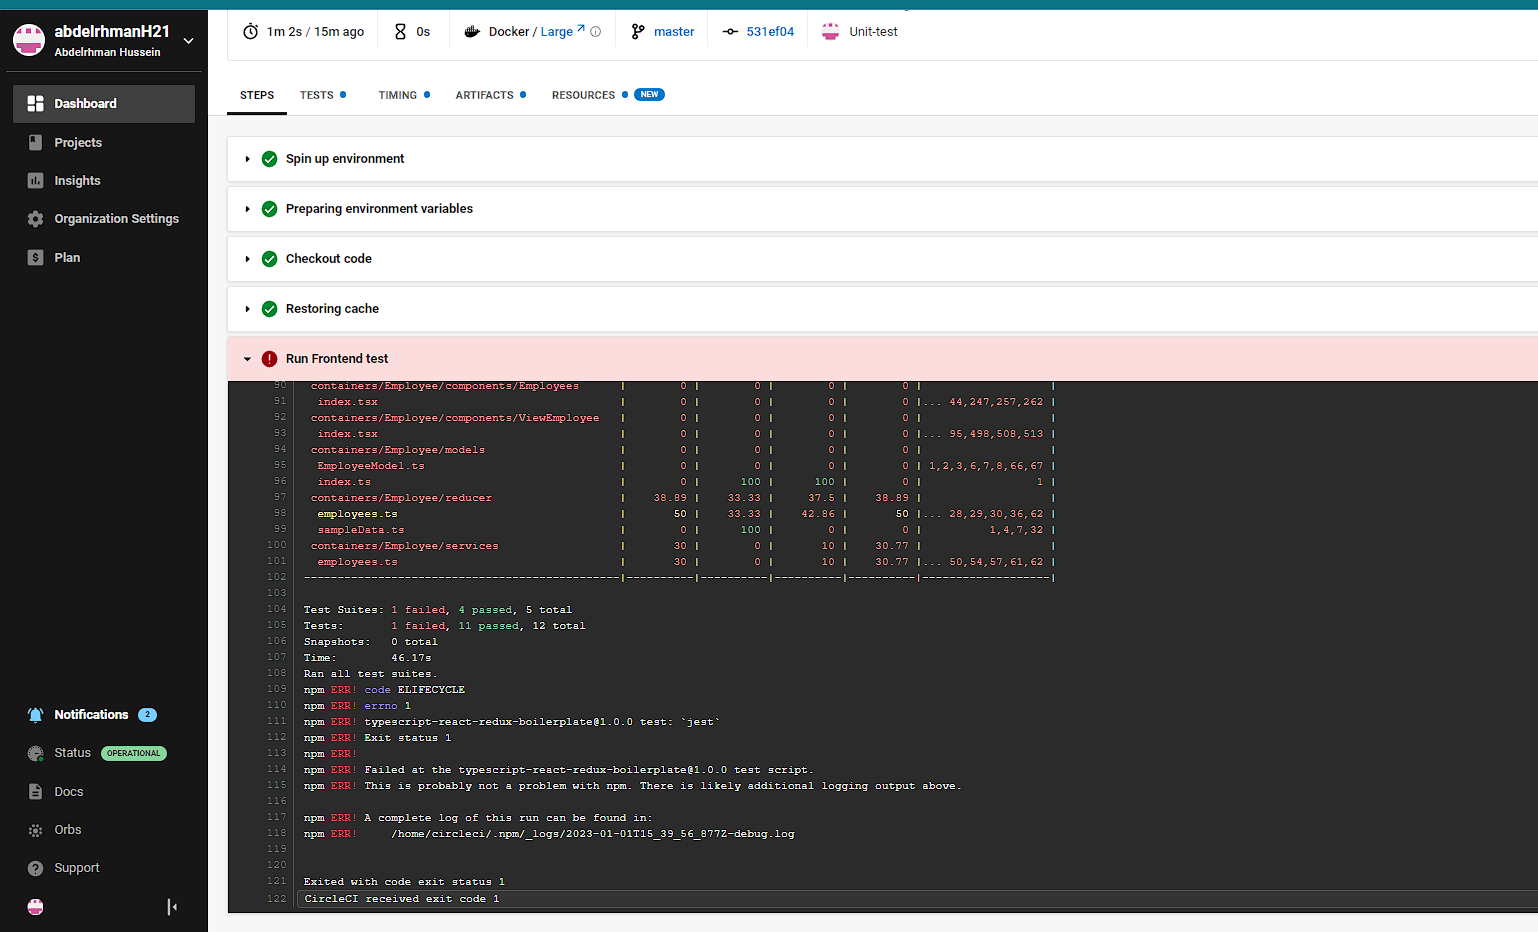 abdelrhmanH21
Abdelrhman Hussein
Dashboard
Projects
Insights
Organization Settings
Plan
Notifications 2
Status OPERATIONAL
Docs
Orbs
Support
1m 2s / 15m ago 0s Docker / Large master 531ef04 Unit-test
STEPS TESTS TIMING ARTIFACTS RESOURCES NEW
Spin up environment
Preparing environment variables
Checkout code
Restoring cache
Run Frontend test
90 containers/Employee/components/Employees | 0 | 0 | 0 | 0 | |
91 index.tsx | 0 | 0 | 0 | 0 |... 44,247,257,262 |
92 containers/Employee/components/ViewEmployee | 0 | 0 | 0 | 0 | |
93 index.tsx | 0 | 0 | 0 | 0 |... 95,498,508,513 |
94 containers/Employee/models | 0 | 0 | 0 | 0 | |
95 EmployeeModel.ts | 0 | 0 | 0 | 0 | 1,2,3,6,7,8,66,67 |
96 index.ts | 0 | 100 | 100 | 0 | 1 |
97 containers/Employee/reducer | 38.89 | 33.33 | 37.5 | 38.89 | |
98 employees.ts | 50 | 33.33 | 42.86 | 50 |... 28,29,30,36,62 |
99 sampleData.ts | 0 | 100 | 0 | 0 | 1,4,7,32 |
100 containers/Employee/services | 30 | 0 | 10 | 30.77 | |
101 employees.ts | 30 | 0 | 10 | 30.77 |... 50,54,57,61,62 |
102 -----------------------------------------------|----------|----------|----------|----------|-------------------|
103
104 Test Suites: 1 failed, 4 passed, 5 total
105 Tests: 1 failed, 11 passed, 12 total
106 Snapshots: 0 total
107 Time: 46.17s
108 Ran all test suites.
109 npm ERR! code ELIFECYCLE
110 npm ERR! errno 1
111 npm ERR! typescript-react-redux-boilerplate@1.0.0 test: `jest`
112 npm ERR! Exit status 1
113 npm ERR!
114 npm ERR! Failed at the typescript-react-redux-boilerplate@1.0.0 test script.
115 npm ERR! This is probably not a problem with npm. There is likely additional logging output above.
116
117 npm ERR! A complete log of this run can be found in:
118 npm ERR! /home/circleci/.npm/_logs/2023-01-01T15_39_56_877Z-debug.log
119
120
121 Exited with code exit status 1
122 CircleCI received exit code 1